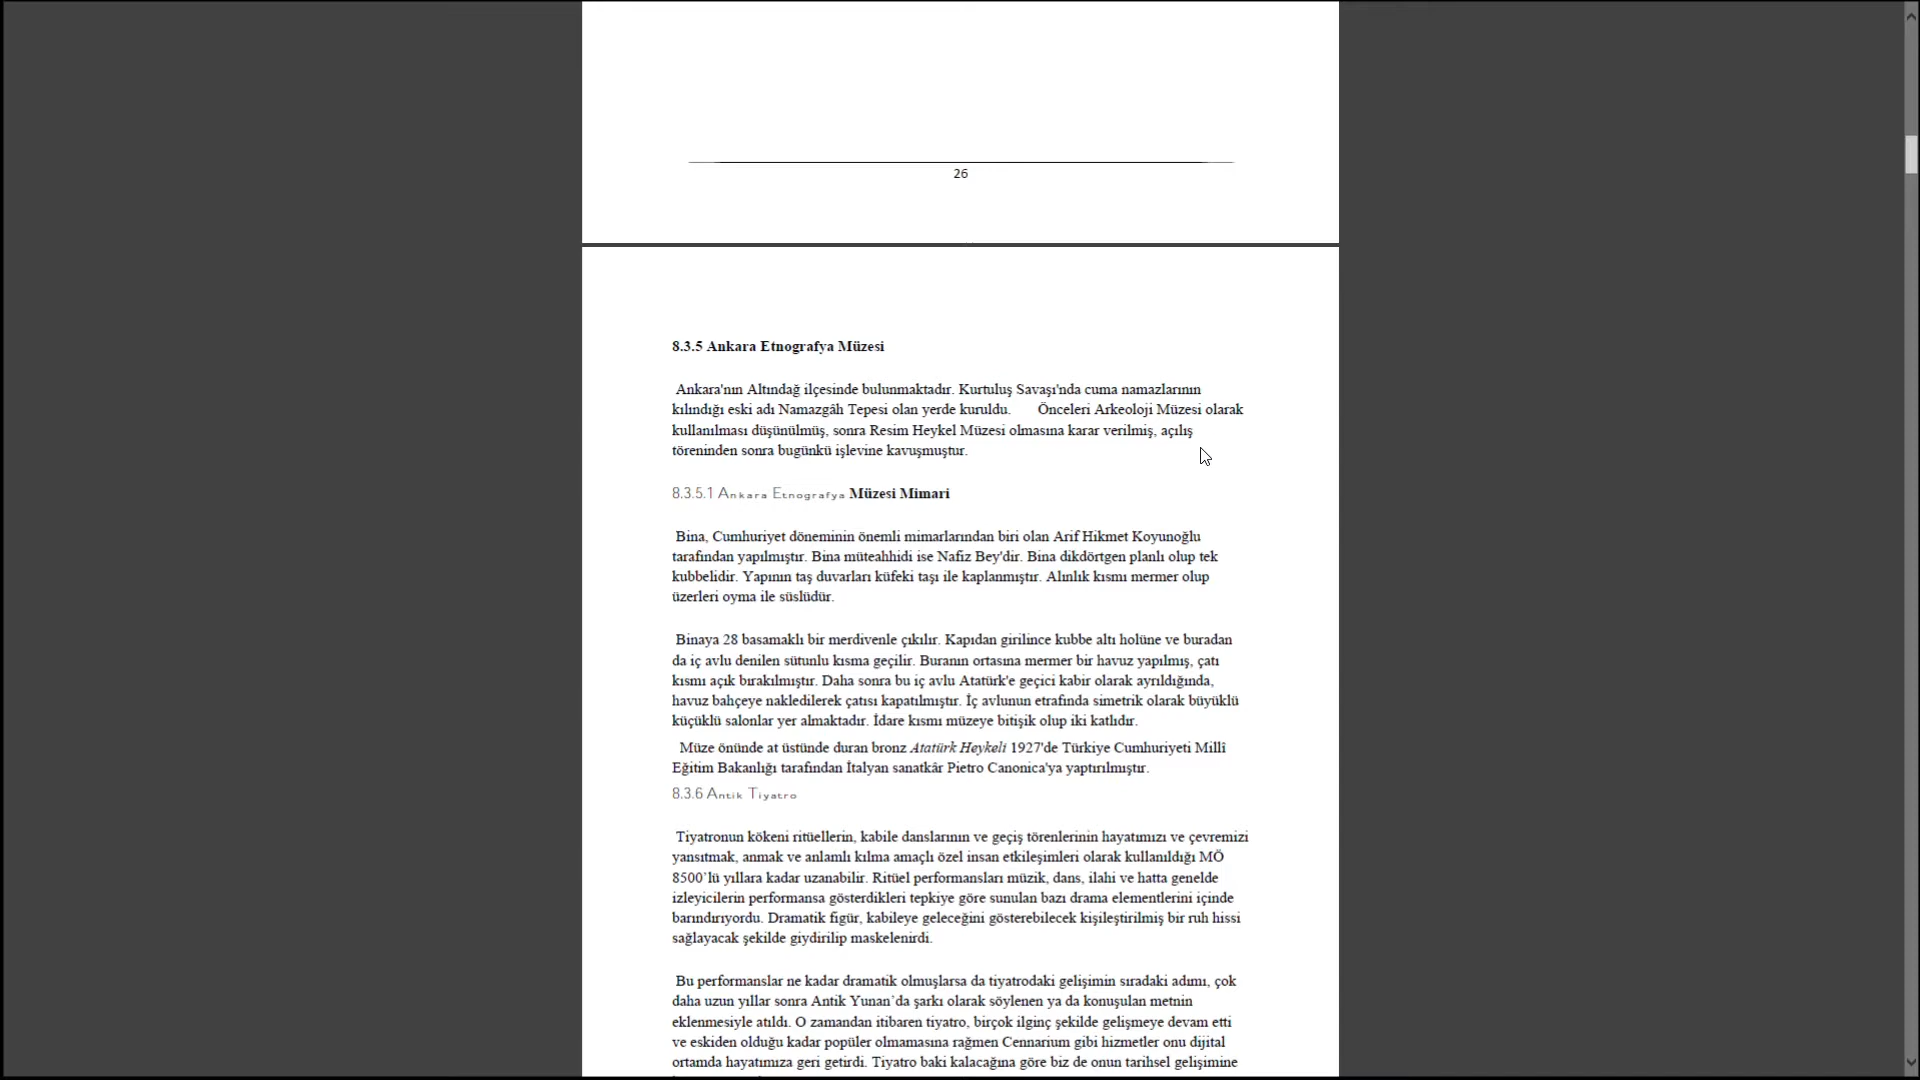 26
8.3.5 Ankara Etnografya Müzesi
Ankara'nın Altındağ ilçesinde bulunmaktadır. Kurtuluş Savaşı'nda cuma namazlarının
kılındığı eski adı Namazgâh Tepesi olan yerde kuruldu. Önceleri Arkeoloji Müzesi olarak
kullanılması düşünülmüş, sonra Resim Heykel Müzesi olmasına karar verilmiş, açılış
töreninden sonra bugünkü işlevine kavuşmuştur.
8.3.5.1 Ankara Etnografya Müzesi Mimari
Bina, Cumhuriyet döneminin önemli mimarlarından biri olan Arif Hikmet Koyunoğlu
tarafından yapılmıştır. Bina müteahhidi ise Nafiz Bey'dir. Bina dikdörtgen planlı olup tek
kubbelidir. Yapının taş duvarları küfeki taşı ile kaplanmıştır. Alınlık kısmı mermer olup
üzerleri oyma ile süslüdür.
Binaya 28 basamaklı bir merdivenle çıkılır. Kapıdan girilince kubbe altı holüne ve buradan
da iç avlu denilen sütunlu kısma geçilir. Buranın ortasına mermer bir havuz yapılmış, çatı
kısmı açık bırakılmıştır. Daha sonra bu iç avlu Atatürk'e geçici kabir olarak ayrıldığında,
havuz bahçeye nakledilerek çatısı kapatılmıştır. İç avlunun etrafında simetrik olarak büyüklü
küçüklü salonlar yer almaktadır. İdare kısmı müzeye bitişik olup iki katlıdır.
Müze önünde at üstünde duran bronz Atatürk Heykeli 1927'de Türkiye Cumhuriyeti Millî
Eğitim Bakanlığı tarafından İtalyan sanatkâr Pietro Canonica'ya yaptırılmıştır.
8.3.6 Antik Tiyatro
Tiyatronun kökeni ritüellerin, kabile danslarının ve geçiş törenlerinin hayatımızı ve çevremizi
yansıtmak, anmak ve anlamlı kılma amaçlı özel insan etkileşimleri olarak kullanıldığı MÖ
8500’lü yıllara kadar uzanabilir. Ritüel performansları müzik, dans, ilahi ve hatta genelde
izleyicilerin performansa gösterdikleri tepkiye göre sunulan bazı drama elementlerini içinde
barındırıyordu. Dramatik figür, kabileye geleceğini gösterebilecek kişileştirilmiş bir ruh hissi
sağlayacak şekilde giydirilip maskelenirdi.
Bu performanslar ne kadar dramatik olmuşlarsa da tiyatrodaki gelişimin sıradaki adımı, çok
daha uzun yıllar sonra Antik Yunan’da şarkı olarak söylenen ya da konuşulan metnin
eklenmesiyle atıldı. O zamandan itibaren tiyatro, birçok ilginç şekilde gelişmeye devam etti
ve eskiden olduğu kadar popüler olmamasına rağmen Cennarium gibi hizmetler onu dijital
ortamda hayatımıza geri getirdi. Tiyatro baki kalacağına göre biz de onun tarihsel gelişimine